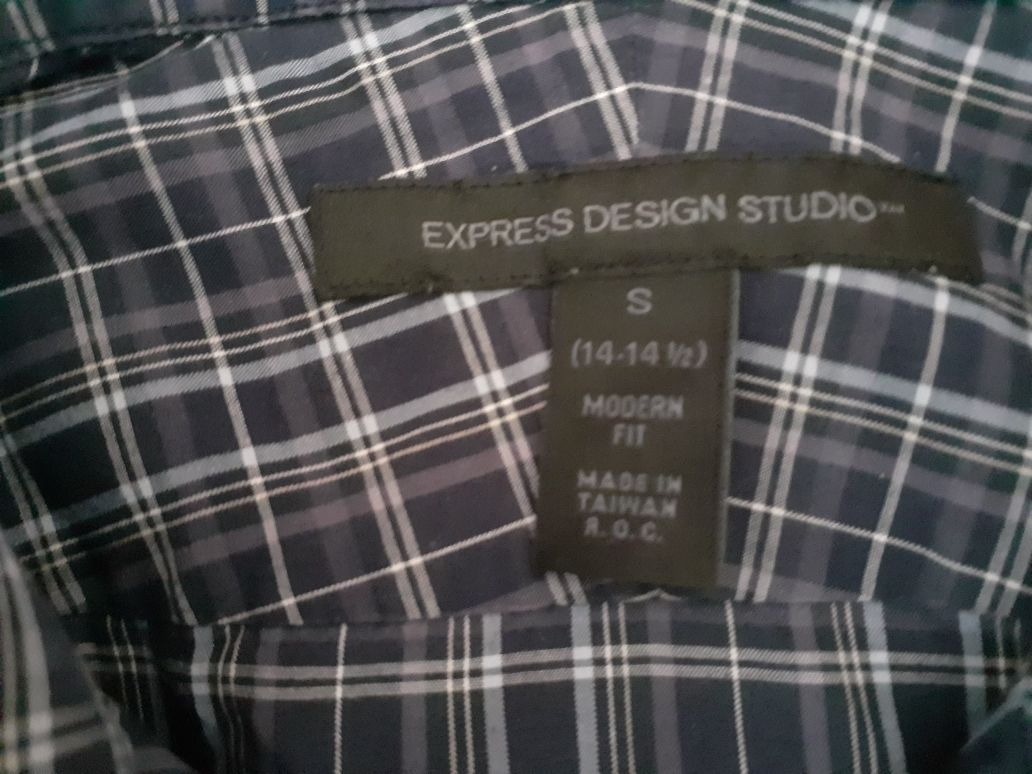 EXPRESS DESIGN STUDIO™
S
(14-14 ½)
MODERN
FIT
MADE IN
TAIWAN
R.O.C.